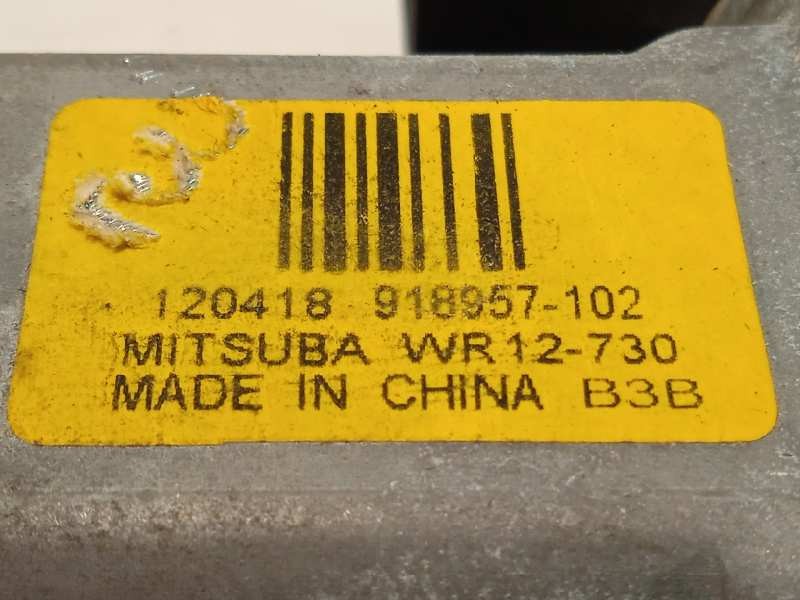 120418 918957-102
MITSUBA WR12-730
MADE IN CHINA B3B